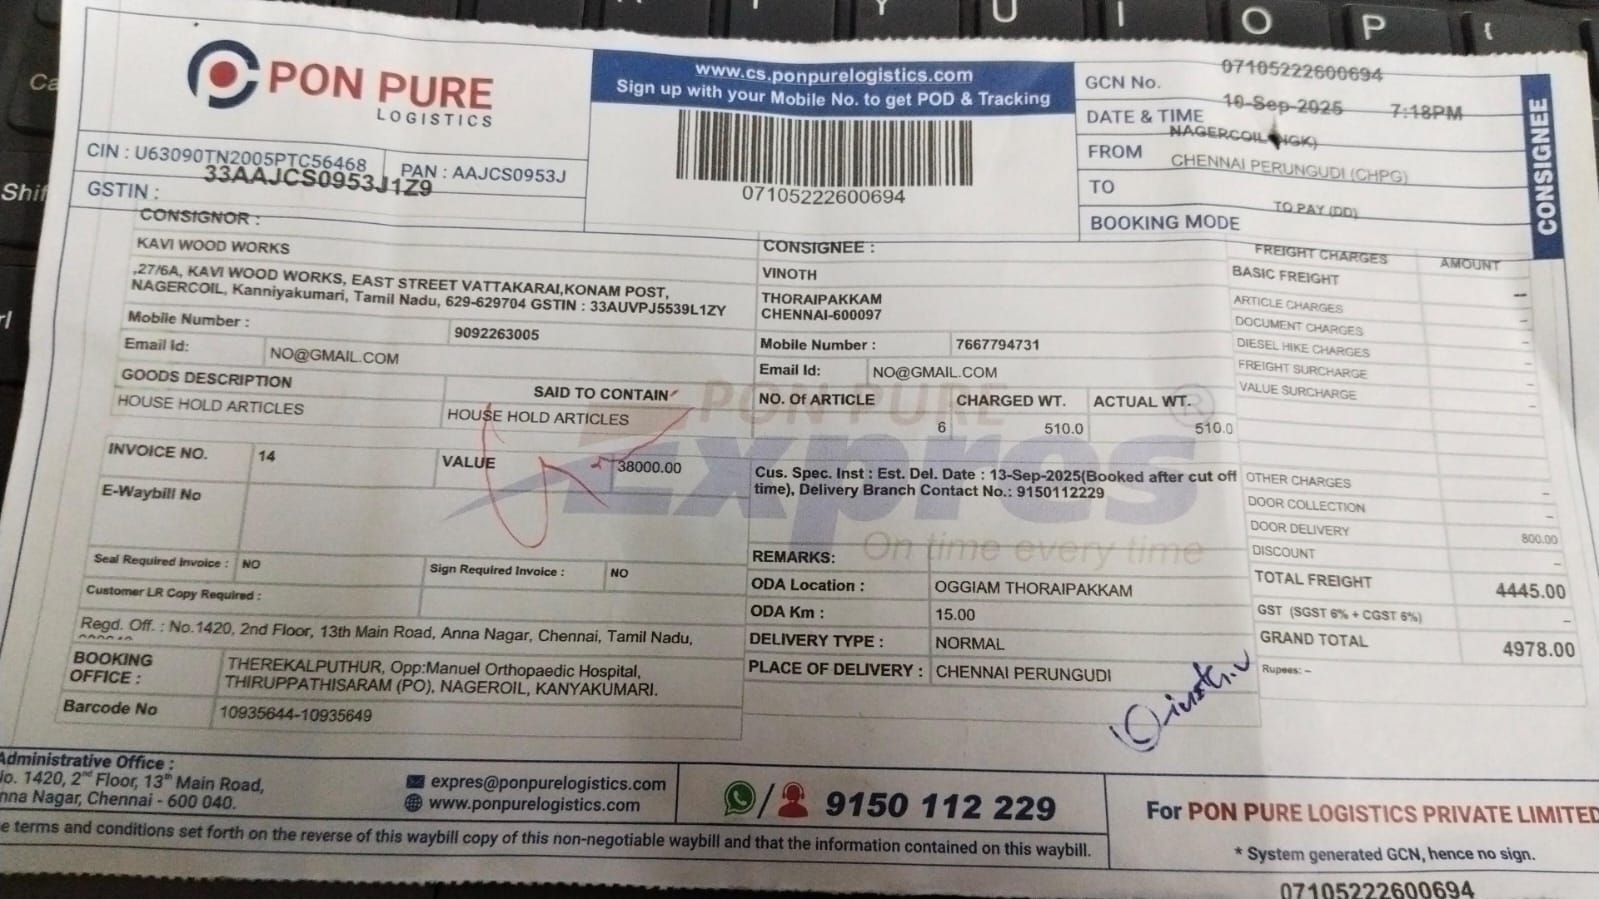 PON PURE
LOGISTICS
www.cs.ponpurelogistics.com
Sign up with your Mobile No. to get POD & Tracking
07105222600694
CIN : U63090TN2005PTC56468
PAN : AAJCS0953J
GSTIN : 33AAJCS0953J1Z9
GCN No. 07105222600694
DATE & TIME 10-Sep-2025 7:18PM
FROM NAGERCOIL (NGK)
TO CHENNAI PERUNGUDI (CHPG)
BOOKING MODE TO PAY (DD)
CONSIGNEE
CONSIGNOR :
KAVI WOOD WORKS
,27/6A, KAVI WOOD WORKS, EAST STREET VATTAKARAI,KONAM POST,
NAGERCOIL, Kanniyakumari, Tamil Nadu, 629-629704 GSTIN : 33AUVPJ5539L1ZY
Mobile Number : 9092263005
Email Id: NO@GMAIL.COM
GOODS DESCRIPTION SAID TO CONTAIN
HOUSE HOLD ARTICLES HOUSE HOLD ARTICLES
INVOICE NO. 14 VALUE 38000.00
E-Waybill No
Seal Required Invoice : NO Sign Required Invoice : NO
Customer LR Copy Required :
Regd. Off. : No.1420, 2nd Floor, 13th Main Road, Anna Nagar, Chennai, Tamil Nadu,
BOOKING OFFICE : THEREKALPUTHUR, Opp:Manuel Orthopaedic Hospital,
THIRUPPATHISARAM (PO), NAGEROIL, KANYAKUMARI.
Barcode No 10935644-10935649
CONSIGNEE :
VINOTH
THORAIPAKKAM
CHENNAI-600097
Mobile Number : 7667794731
Email Id: NO@GMAIL.COM
NO. Of ARTICLE CHARGED WT. ACTUAL WT.
6 510.0 510.0
PON PURE
Expres
On time every time
Cus. Spec. Inst : Est. Del. Date : 13-Sep-2025(Booked after cut off
time), Delivery Branch Contact No.: 9150112229
REMARKS:
ODA Location : OGGIAM THORAIPAKKAM
ODA Km : 15.00
DELIVERY TYPE : NORMAL
PLACE OF DELIVERY : CHENNAI PERUNGUDI
FREIGHT CHARGES AMOUNT
BASIC FREIGHT --
ARTICLE CHARGES -
DOCUMENT CHARGES -
DIESEL HIKE CHARGES -
FREIGHT SURCHARGE -
VALUE SURCHARGE -
OTHER CHARGES -
DOOR COLLECTION -
DOOR DELIVERY 800.00
DISCOUNT -
TOTAL FREIGHT 4445.00
GST (SGST 6% + CGST 6%) -
GRAND TOTAL 4978.00
Rupees: -
Administrative Office :
No. 1420, 2nd Floor, 13th Main Road,
Anna Nagar, Chennai - 600 040.
expres@ponpurelogistics.com
www.ponpurelogistics.com
9150 112 229
For PON PURE LOGISTICS PRIVATE LIMITED
* System generated GCN, hence no sign.
terms and conditions set forth on the reverse of this waybill copy of this non-negotiable waybill and that the information contained on this waybill.
07105222600694